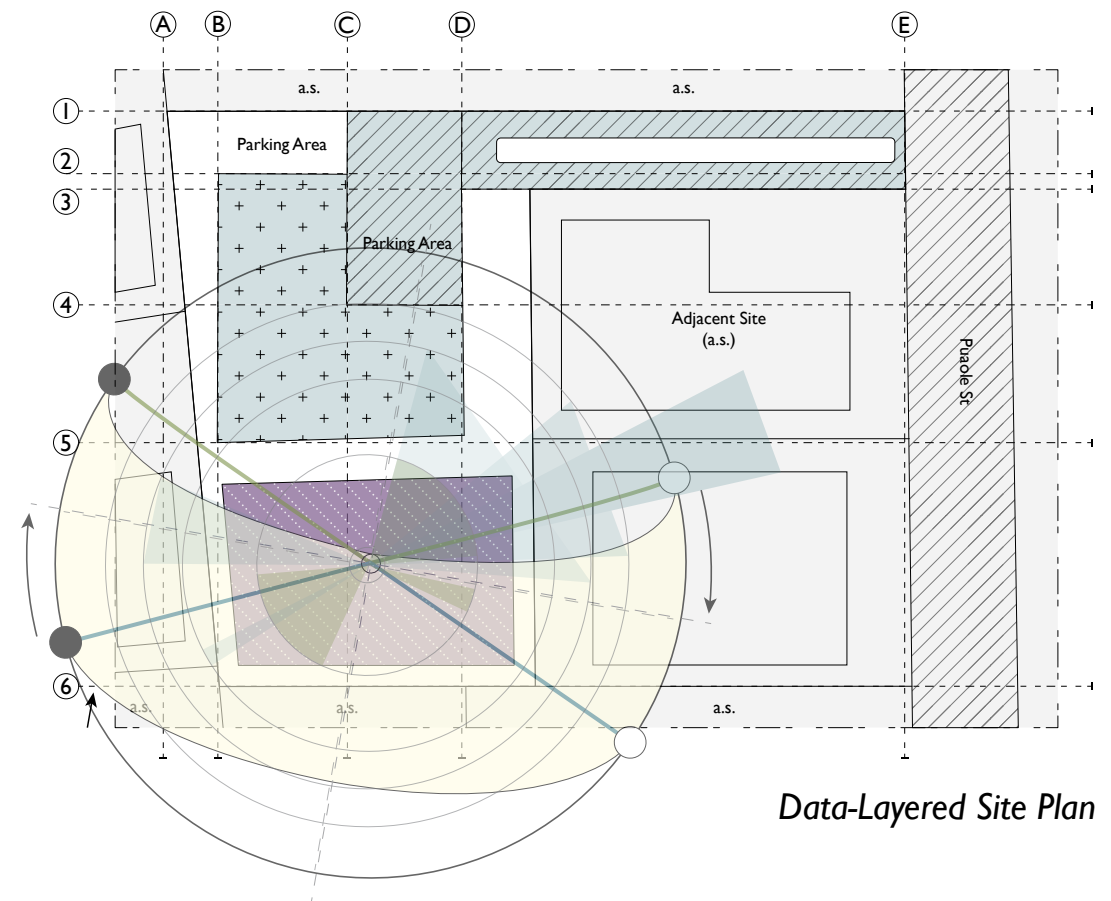 A
B
C
D
E
a.s.
a.s.
1
Parking Area
2
3
Parking Area
4
Adjacent Site
(a.s.)
Puaole St
5
6
a.s.
a.s.
a.s.
Data-Layered Site Plan